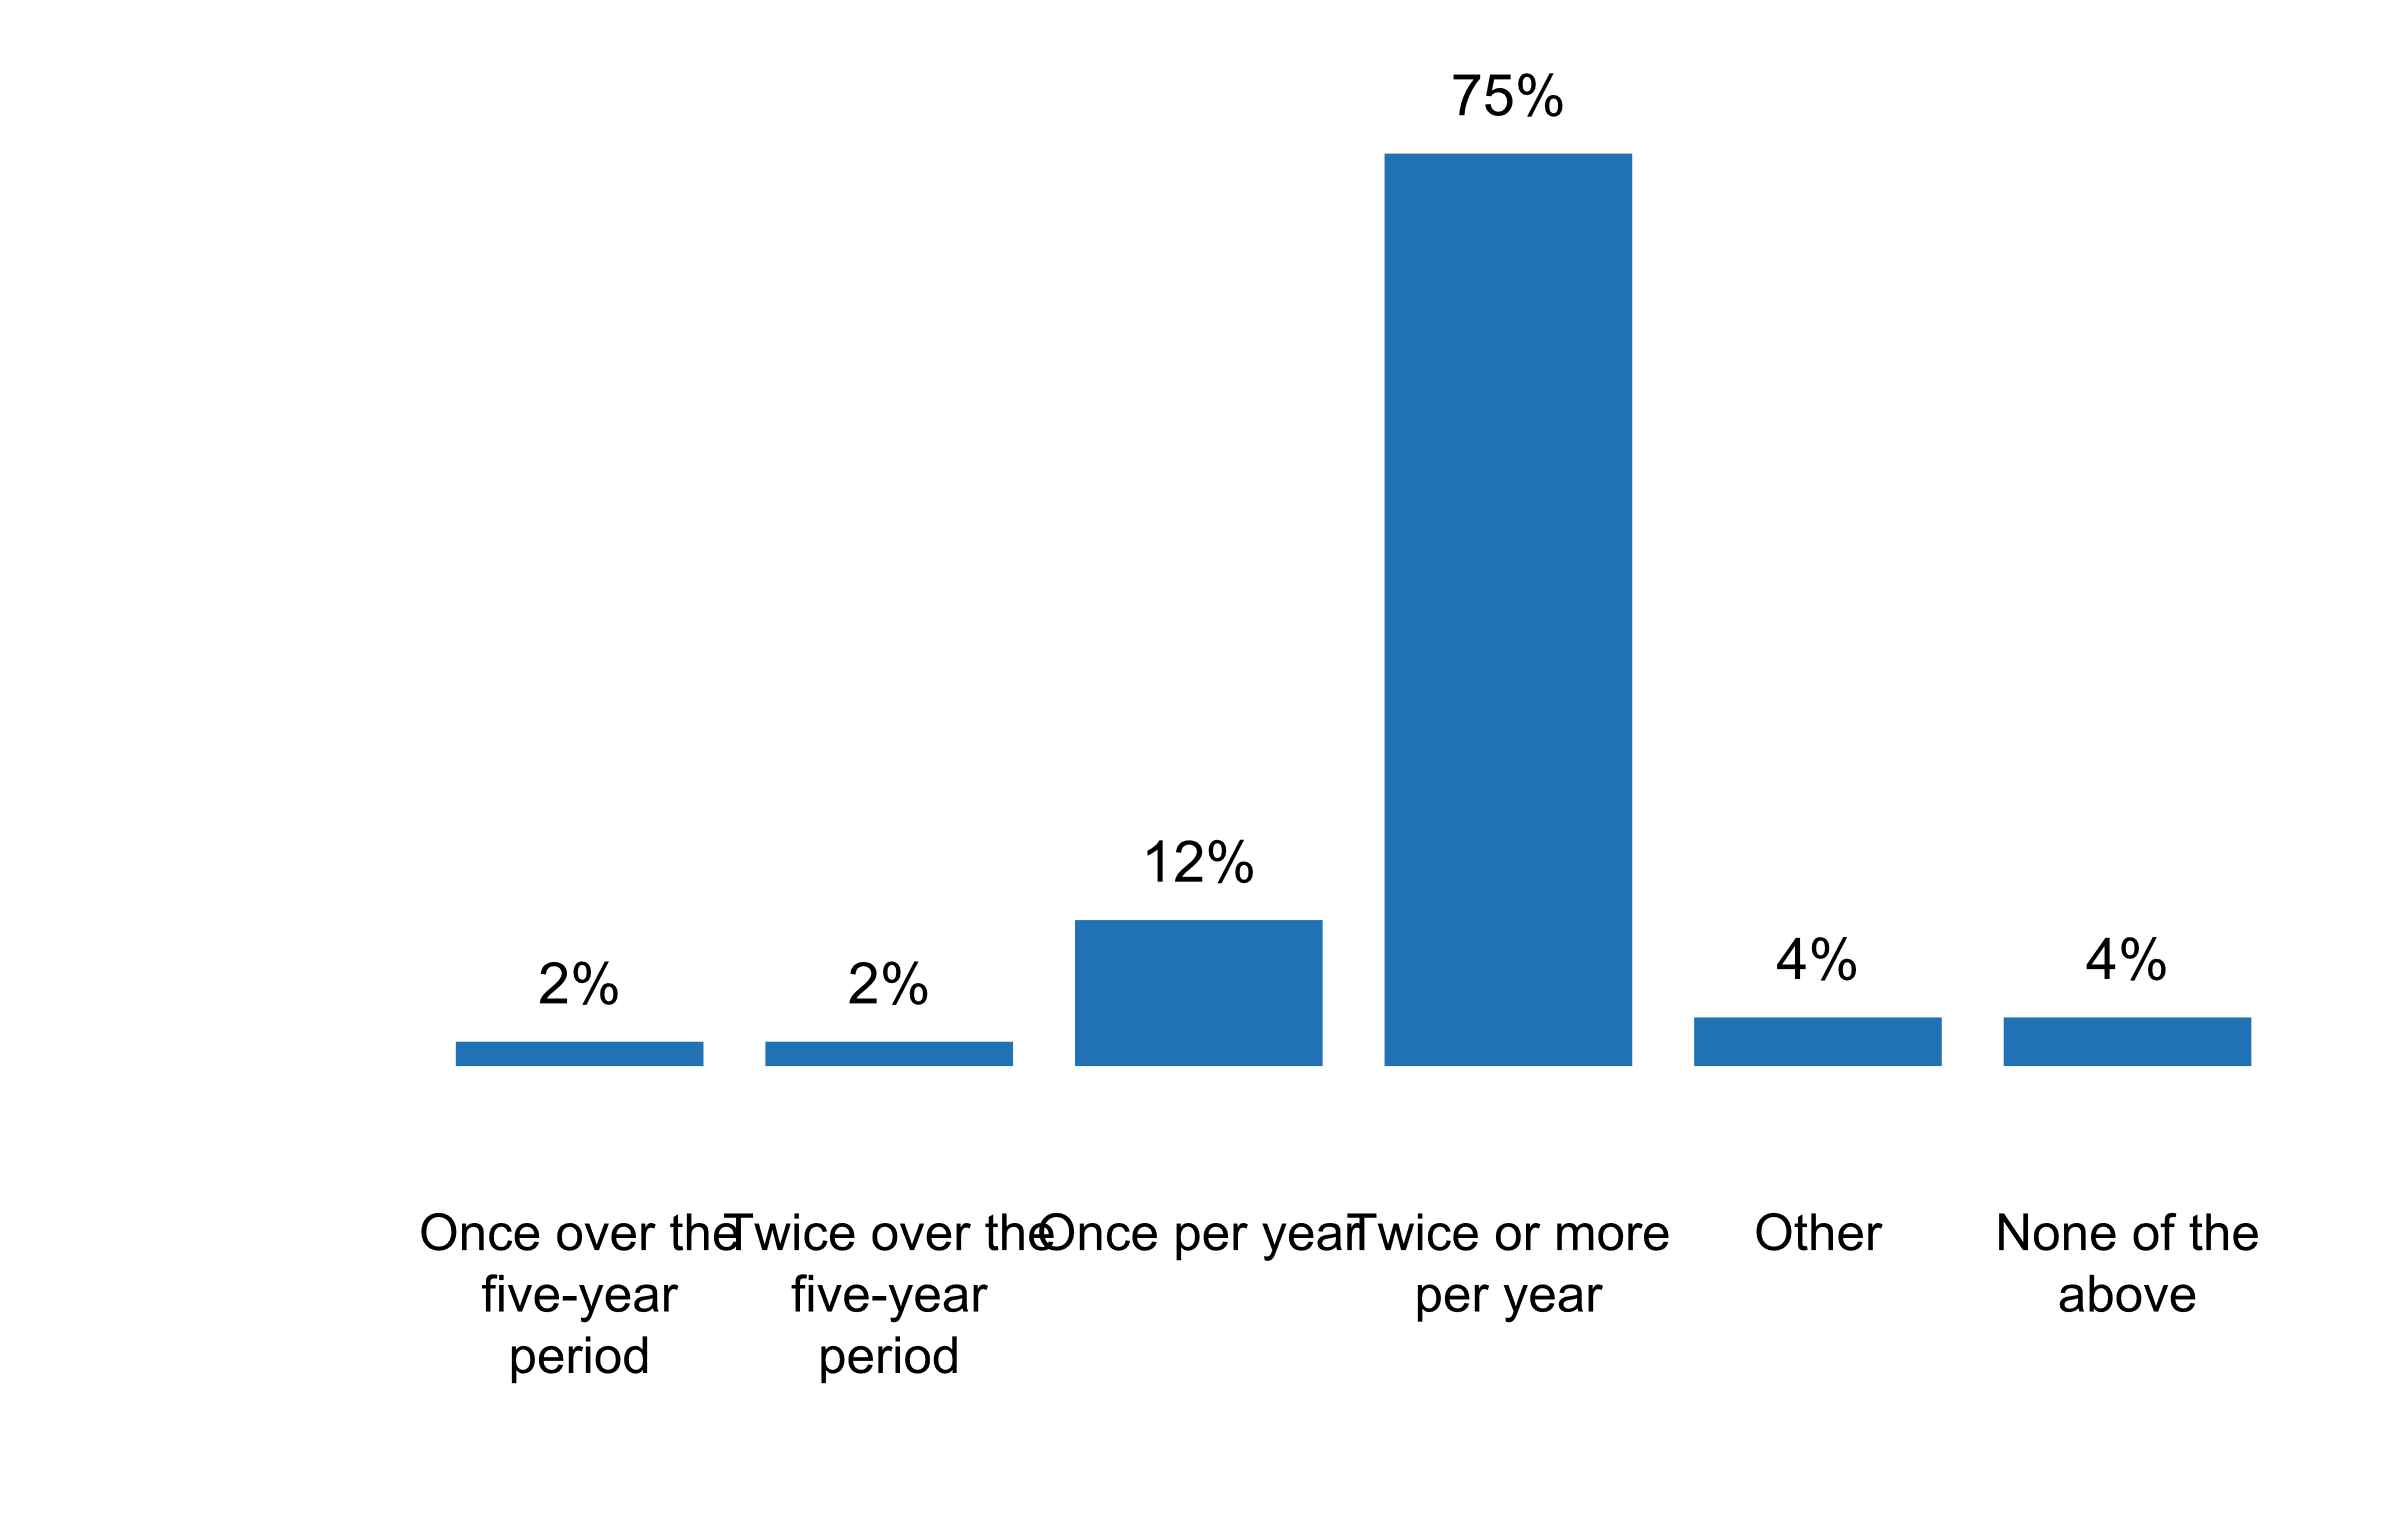 75%
12%
2%
2%
4%
4%
Once over the
five-year
period
Twice over the
five-year
period
Once per year
Twice or more
per year
Other
None of the
above